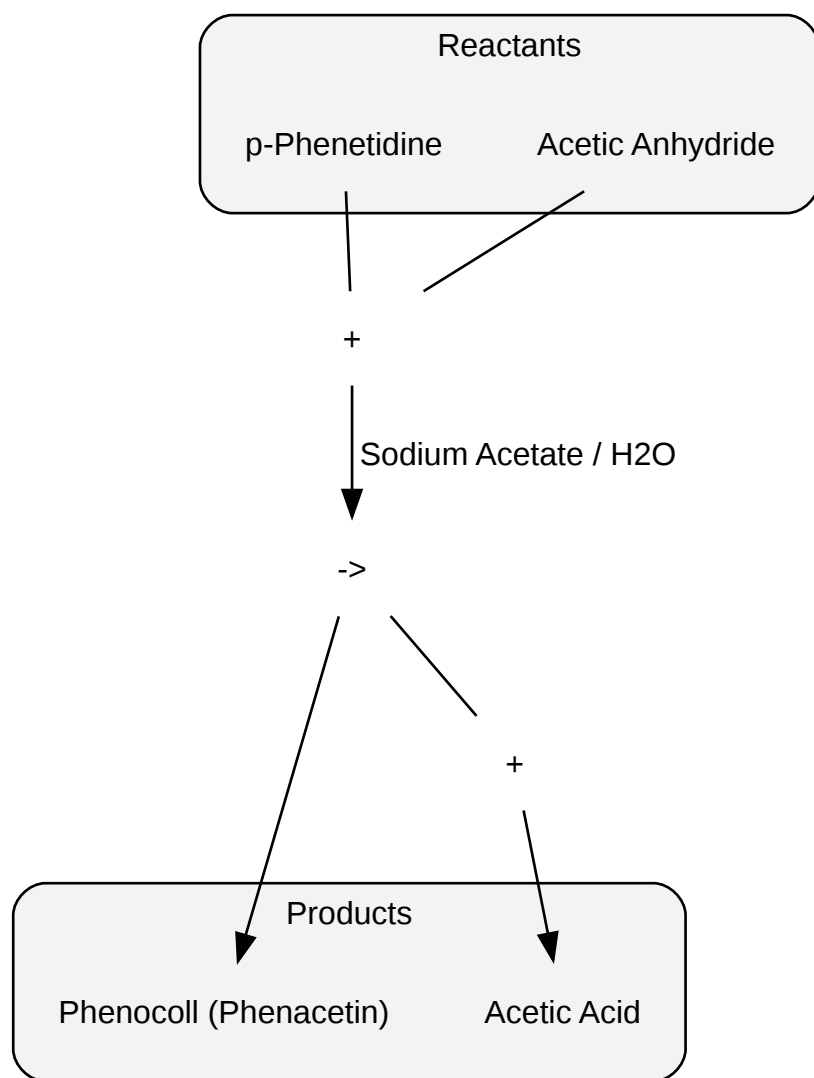 Reactants
p-Phenetidine
Acetic Anhydride
+
Sodium Acetate / H2O
->
+
Products
Phenocoll (Phenacetin)
Acetic Acid